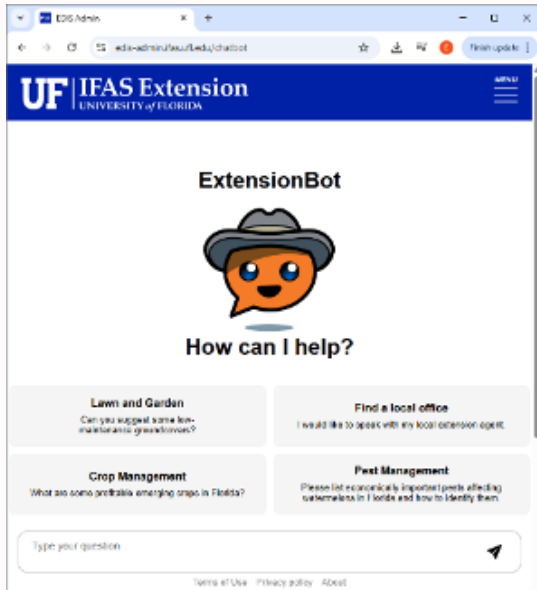 EDIS Admin
edis-admin.ifas.ufl.edu/chatbot
Finish update
UF IFAS Extension
UNIVERSITY of FLORIDA
MENU
ExtensionBot
How can I help?
Lawn and Garden
Can you suggest some low-
maintenance groundcovers?
Find a local office
I would like to speak with my local extension agent.
Crop Management
What are some profitable emerging crops in Florida?
Pest Management
Please list economically important pests affecting
watermelons in Florida and how to identify them.
Type your question...
Terms of Use Privacy policy About